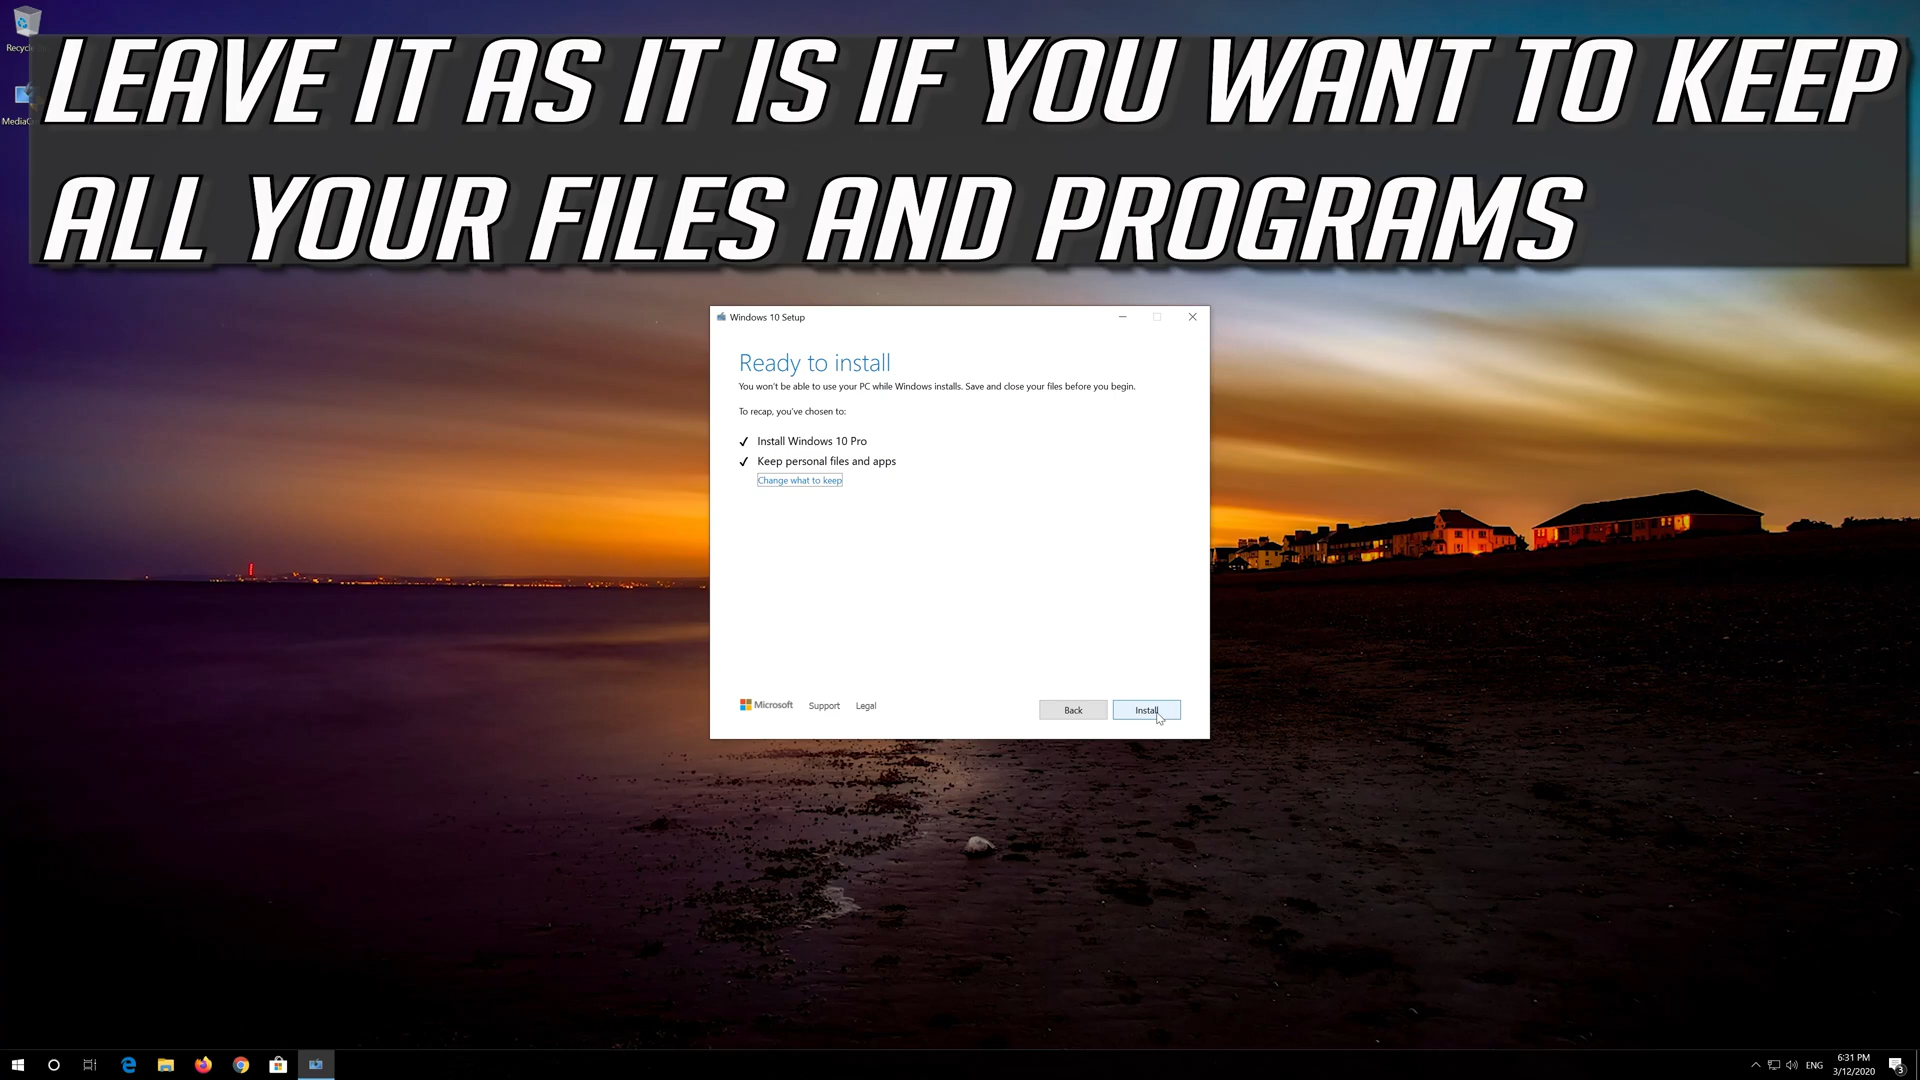 Recyc
LEAVE IT AS IT IS IF YOU WANT TO KEEP
ALL YOUR FILES AND PROGRAMS
Windows 10 Setup
Ready to install
You won't be able to use your PC while Windows installs. Save and close your files before you begin.
To recap, you've chosen to:
Install Windows 10 Pro
Keep personal files and apps
Change what to keep
Microsoft Support Legal
Back Install
ENG
6:31 PM
3/12/2020
3